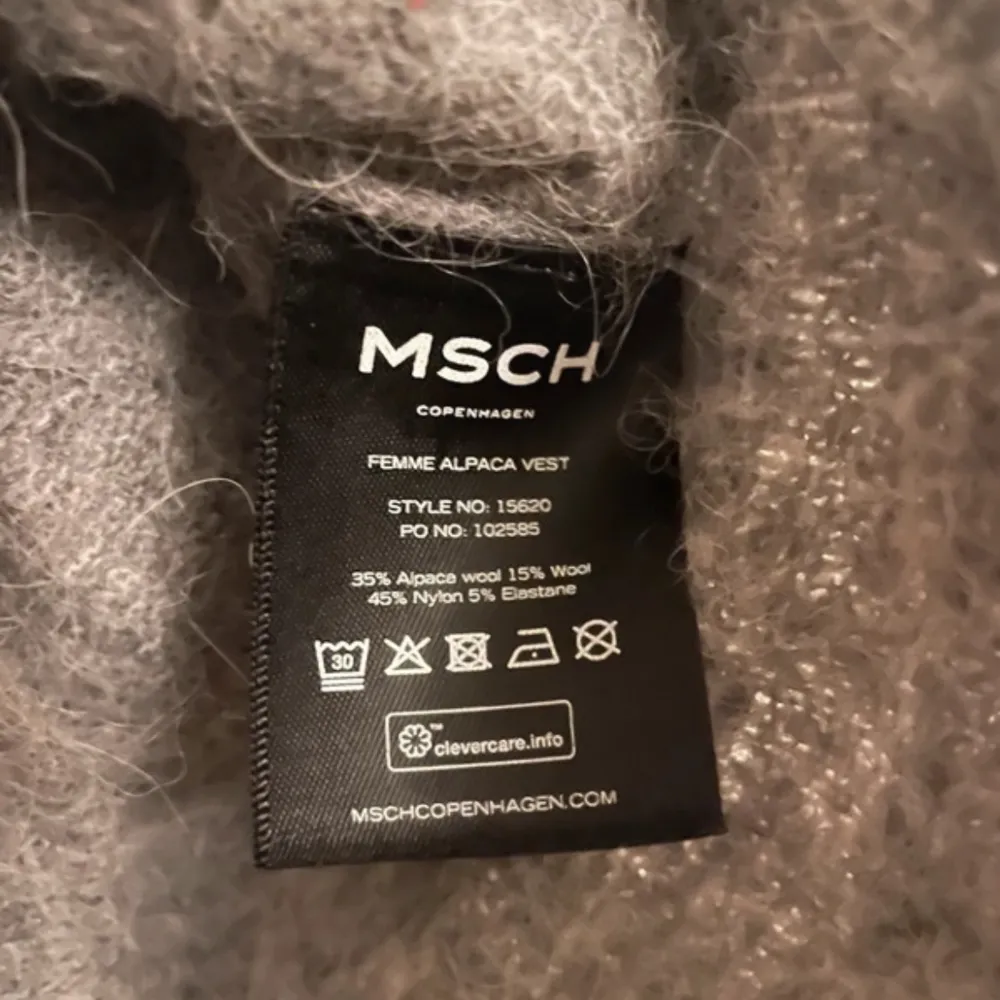 MSCH
COPENHAGEN
FEMME ALPACA VEST
STYLE NO: 15620
PO NO: 102585
35% Alpaca wool 15% Wool
45% Nylon 5% Elastane
30
™
clevercare.info
MSCHCOPENHAGEN.COM